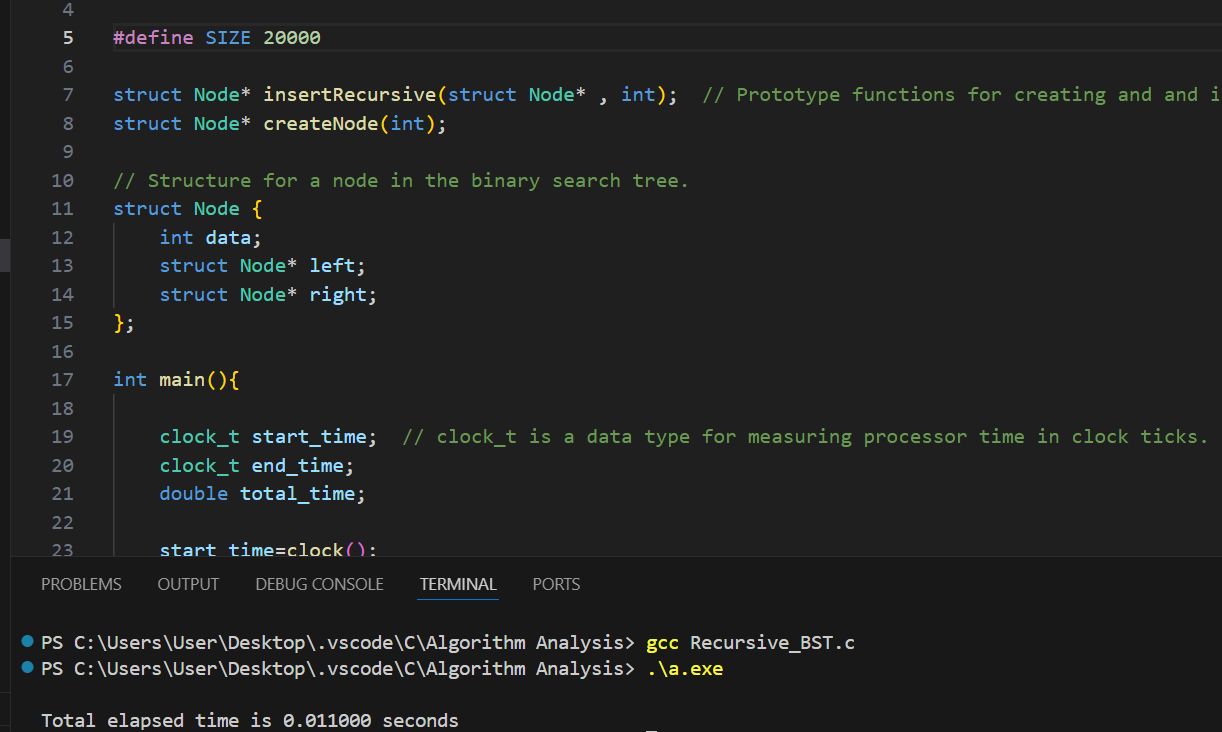 4
5 #define SIZE 20000
6
7 struct Node* insertRecursive(struct Node* , int);  // Prototype functions for creating and and i
8 struct Node* createNode(int);
9
10 // Structure for a node in the binary search tree.
11 struct Node {
12     int data;
13     struct Node* left;
14     struct Node* right;
15 };
16
17 int main(){
18
19     clock_t start_time;  // clock_t is a data type for measuring processor time in clock ticks.
20     clock_t end_time;
21     double total_time;
22
23     start_time=clock();
PROBLEMS OUTPUT DEBUG CONSOLE TERMINAL PORTS
PS C:\Users\User\Desktop\.vscode\C\Algorithm Analysis> gcc Recursive_BST.c
PS C:\Users\User\Desktop\.vscode\C\Algorithm Analysis> .\a.exe
Total elapsed time is 0.011000 seconds